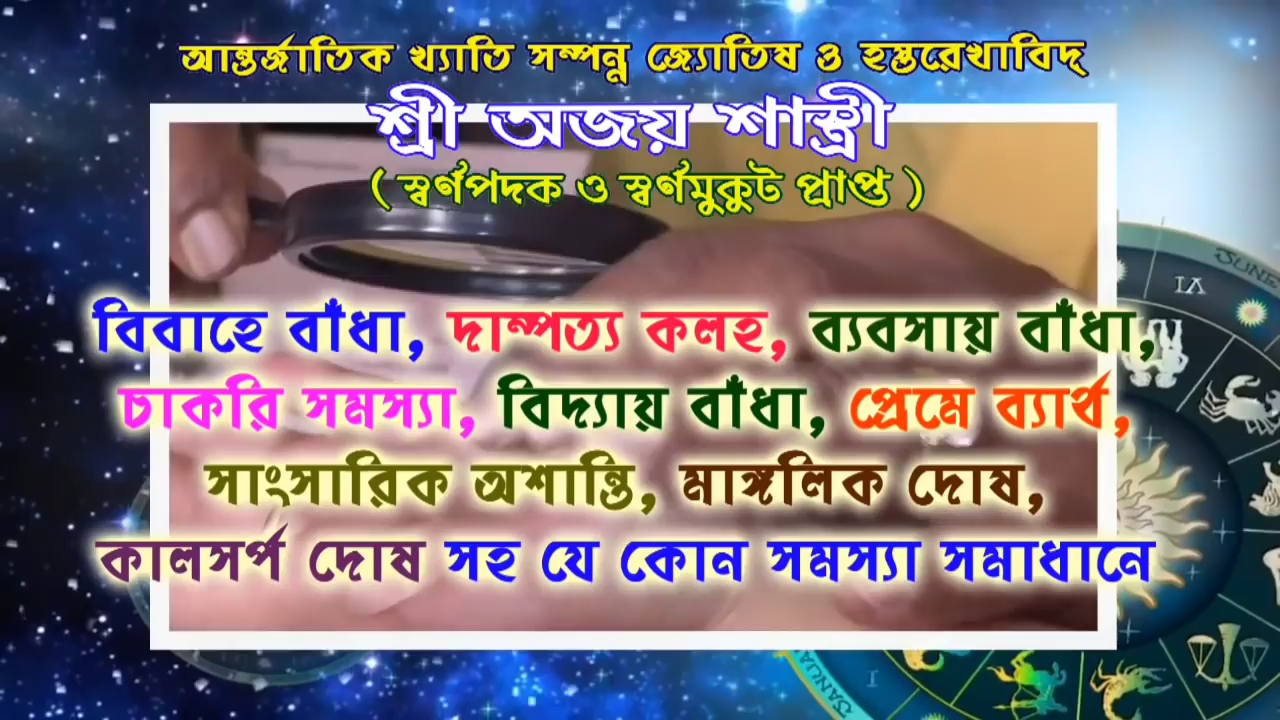 আন্তর্জাতিক খ্যাতি সম্পন্ন জ্যোতিষ ও হস্তরেখাবিদ্
শ্রী অজয় শাস্ত্রী
( স্বর্ণপদক ও স্বর্ণমুকুট প্রাপ্ত )
বিবাহে বাঁধা, দাম্পত্য কলহ, ব্যবসায় বাঁধা,
চাকরি সমস্যা, বিদ্যায় বাঁধা, প্রেমে ব্যার্থ,
সাংসারিক অশান্তি, মাঙ্গলিক দোষ,
কালসর্প দোষ সহ যে কোন সমস্যা সমাধানে